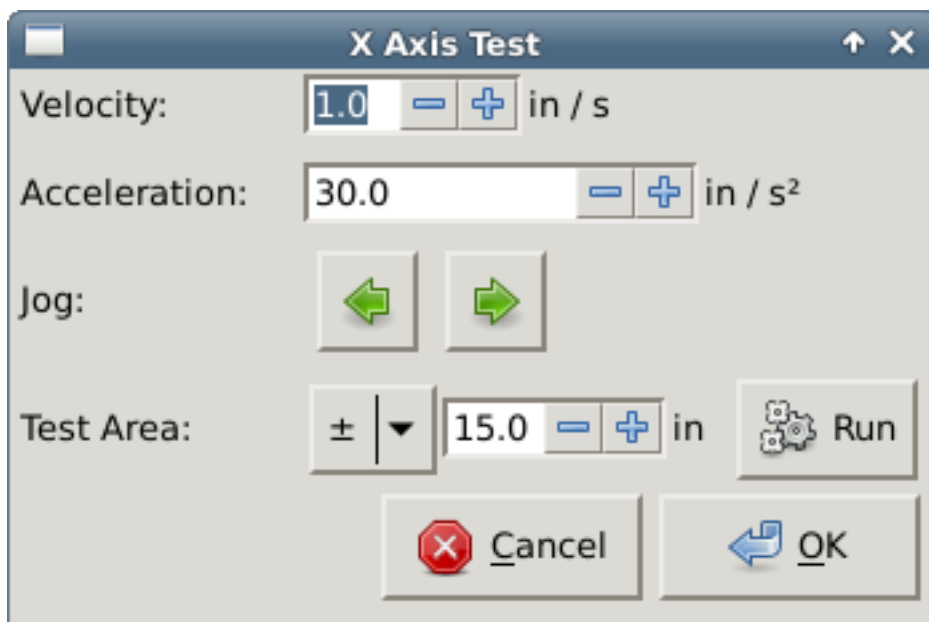 X Axis Test
Velocity: 1.0 in / s
Acceleration: 30.0 in / s²
Jog:
Test Area: ± 15.0 in Run
Cancel OK